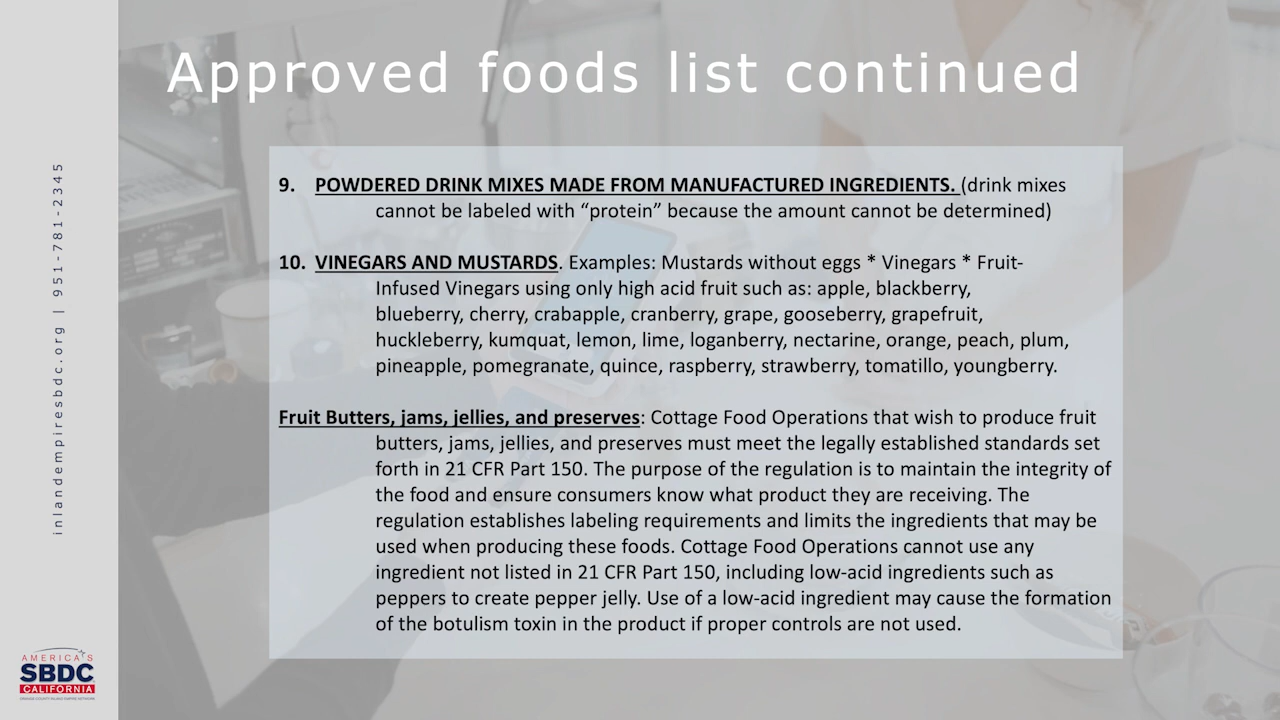 Approved foods list continued
9. POWDERED DRINK MIXES MADE FROM MANUFACTURED INGREDIENTS. (drink mixes
cannot be labeled with “protein” because the amount cannot be determined)
10. VINEGARS AND MUSTARDS. Examples: Mustards without eggs * Vinegars * Fruit-
Infused Vinegars using only high acid fruit such as: apple, blackberry,
blueberry, cherry, crabapple, cranberry, grape, gooseberry, grapefruit,
huckleberry, kumquat, lemon, lime, loganberry, nectarine, orange, peach, plum,
pineapple, pomegranate, quince, raspberry, strawberry, tomatillo, youngberry.
Fruit Butters, jams, jellies, and preserves: Cottage Food Operations that wish to produce fruit
butters, jams, jellies, and preserves must meet the legally established standards set
forth in 21 CFR Part 150. The purpose of the regulation is to maintain the integrity of
the food and ensure consumers know what product they are receiving. The
regulation establishes labeling requirements and limits the ingredients that may be
used when producing these foods. Cottage Food Operations cannot use any
ingredient not listed in 21 CFR Part 150, including low-acid ingredients such as
peppers to create pepper jelly. Use of a low-acid ingredient may cause the formation
of the botulism toxin in the product if proper controls are not used.
inlandempiresbdc.org | 951-781-2345
AMERICA'S
SBDC
CALIFORNIA